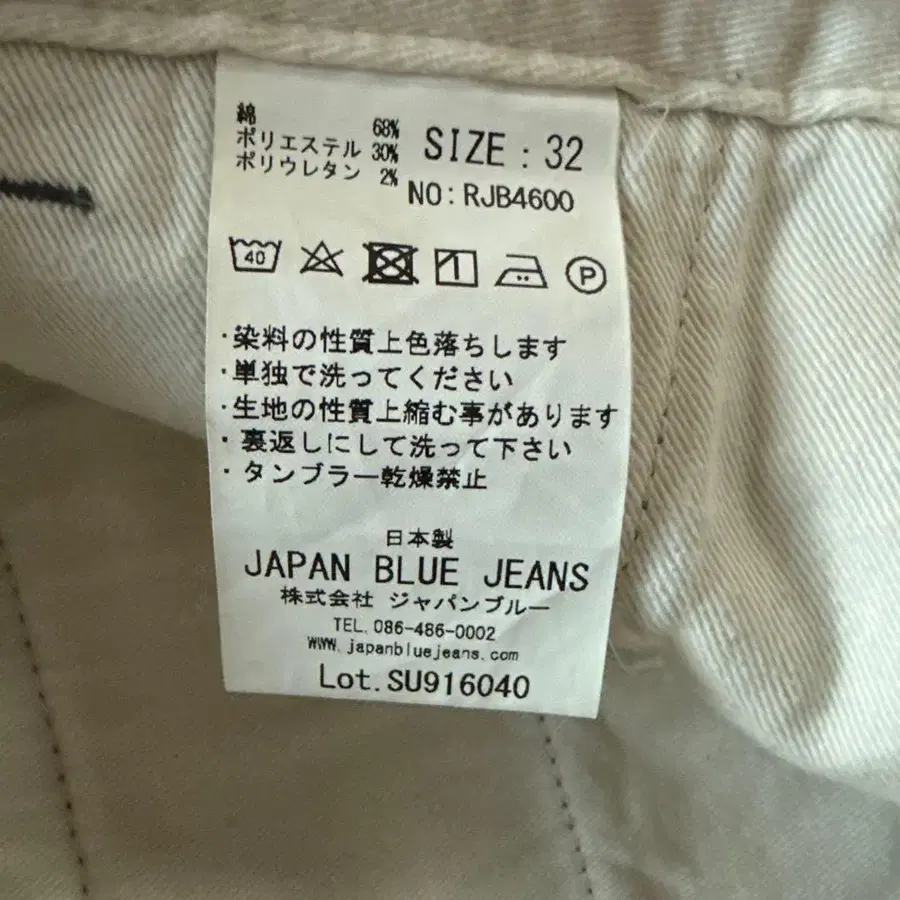 綿 68%
ポリエステル 30%
ポリウレタン 2%
SIZE : 32
NO: RJB4600
40
P
・染料の性質上色落ちします
・単独で洗ってください
・生地の性質上縮む事があります
・裏返しにして洗って下さい
・タンブラー乾燥禁止
日本製
JAPAN BLUE JEANS
株式会社 ジャパンブルー
TEL. 086-486-0002
WWW.japanbluejeans.com
Lot.SU916040